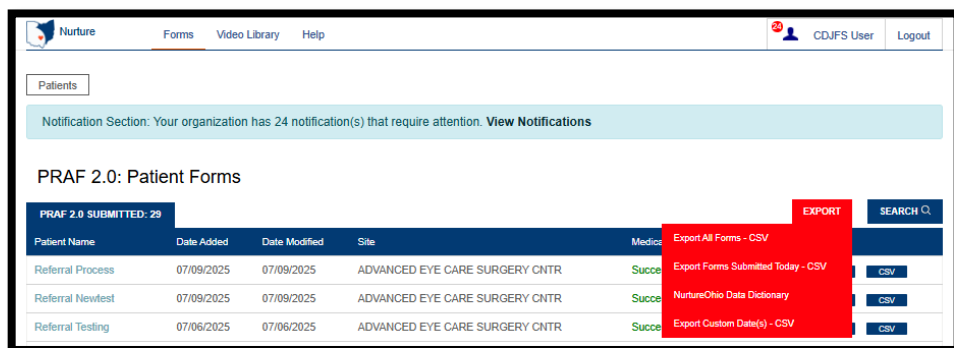 Nurture Forms Video Library Help 24 CDJFS User Logout
Patients
Notification Section: Your organization has 24 notification(s) that require attention. View Notifications
PRAF 2.0: Patient Forms
PRAF 2.0 SUBMITTED: 29 EXPORT SEARCH
Patient Name Date Added Date Modified Site Medica
Export All Forms - CSV
Referral Process 07/09/2025 07/09/2025 ADVANCED EYE CARE SURGERY CNTR Succe CSV
Export Forms Submitted Today - CSV
Referral Newtest 07/09/2025 07/09/2025 ADVANCED EYE CARE SURGERY CNTR Succe CSV
NurtureOhio Data Dictionary
Referral Testing 07/06/2025 07/06/2025 ADVANCED EYE CARE SURGERY CNTR Succe CSV
Export Custom Date(s) - CSV